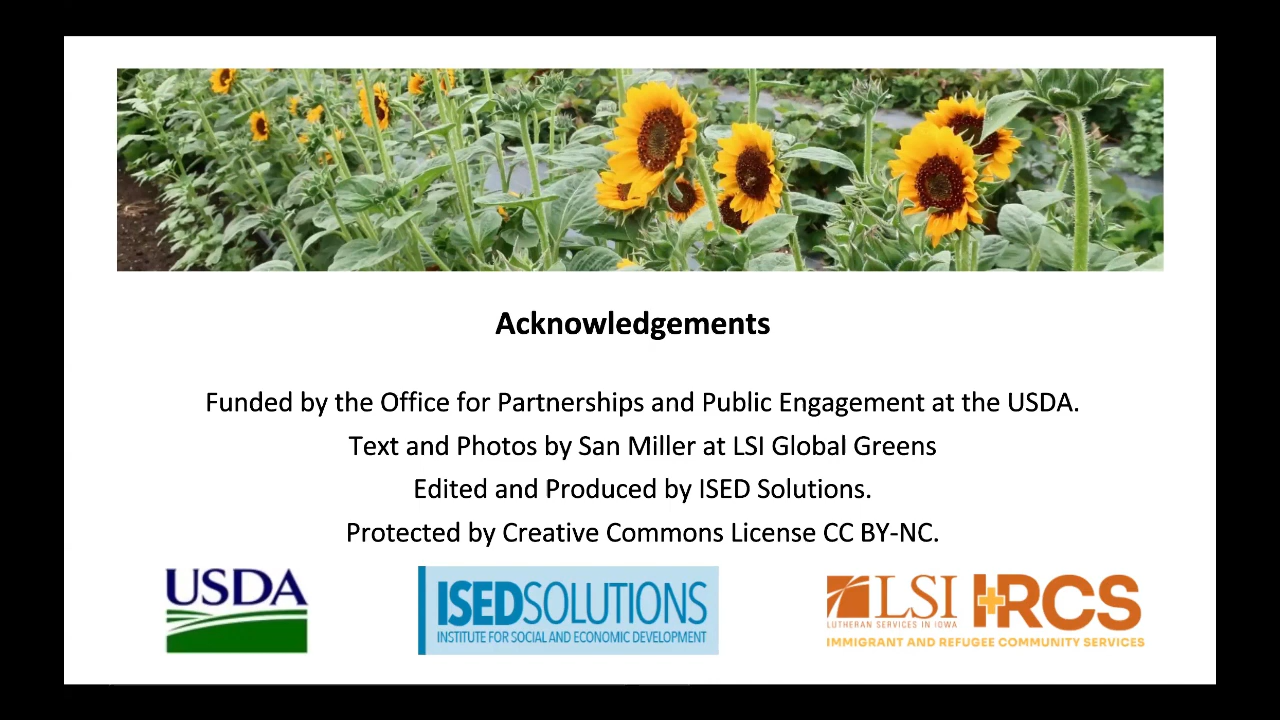 Acknowledgements
Funded by the Office for Partnerships and Public Engagement at the USDA.
Text and Photos by San Miller at LSI Global Greens
Edited and Produced by ISED Solutions.
Protected by Creative Commons License CC BY-NC.
USDA
ISEDSOLUTIONS
INSTITUTE FOR SOCIAL AND ECONOMIC DEVELOPMENT
LSI
LUTHERAN SERVICES IN IOWA
IRCS
IMMIGRANT AND REFUGEE COMMUNITY SERVICES